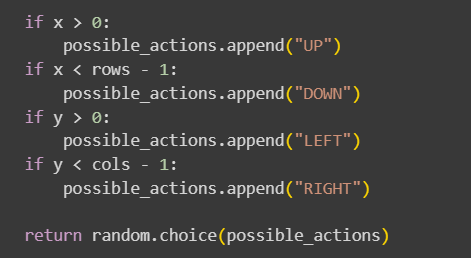 if x > 0:
    possible_actions.append("UP")
if x < rows - 1:
    possible_actions.append("DOWN")
if y > 0:
    possible_actions.append("LEFT")
if y < cols - 1:
    possible_actions.append("RIGHT")

return random.choice(possible_actions)